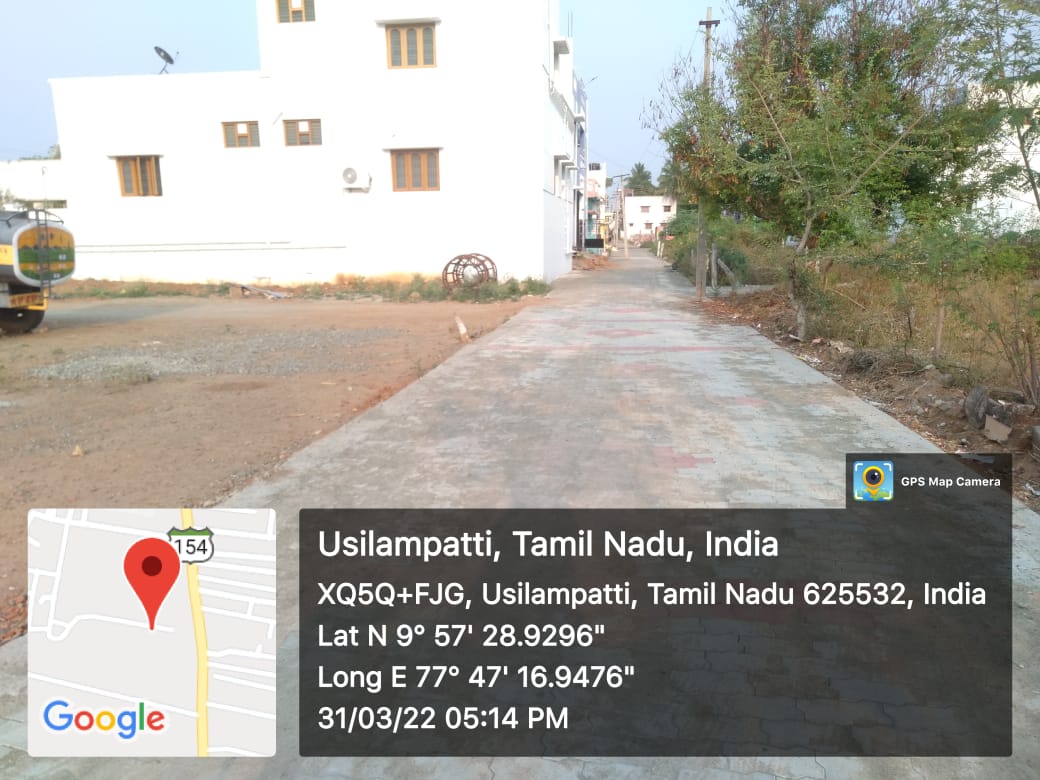 GPS Map Camera
154
Google
Usilampatti, Tamil Nadu, India
XQ5Q+FJG, Usilampatti, Tamil Nadu 625532, India
Lat N 9° 57' 28.9296"
Long E 77° 47' 16.9476"
31/03/22 05:14 PM